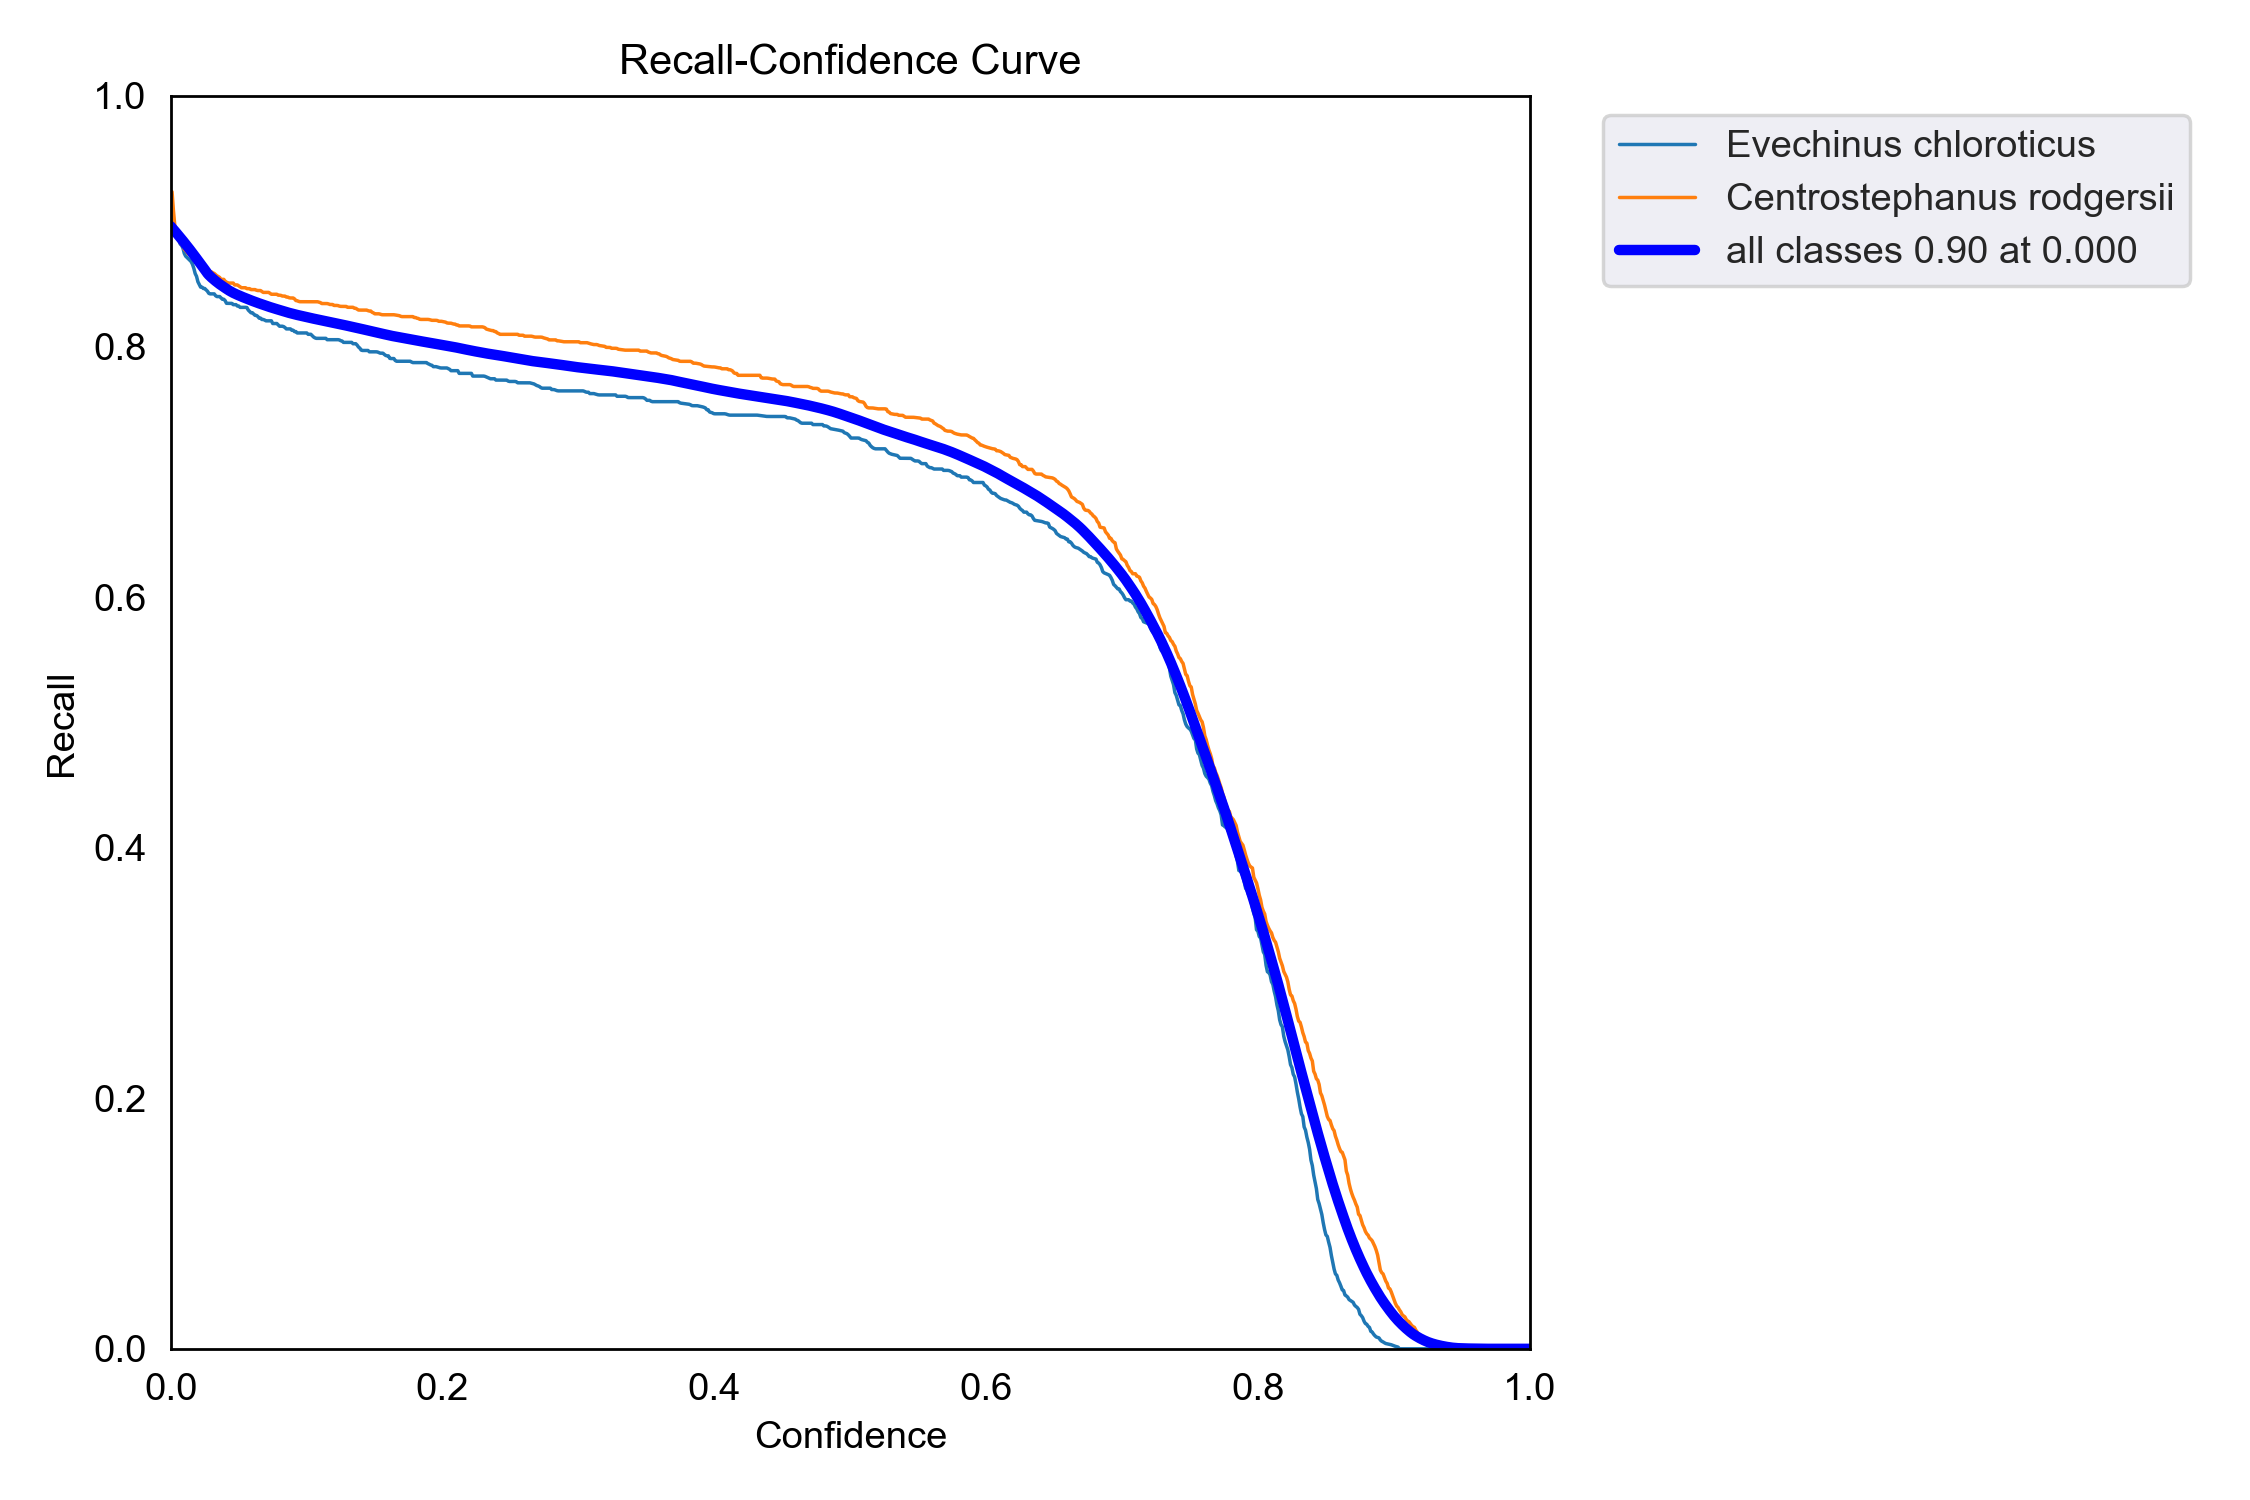 Recall-Confidence Curve
1.0
0.8
0.6
0.4
0.2
0.0
Recall
0.0 0.2 0.4 0.6 0.8 1.0
Confidence
Evechinus chloroticus
Centrostephanus rodgersii
all classes 0.90 at 0.000